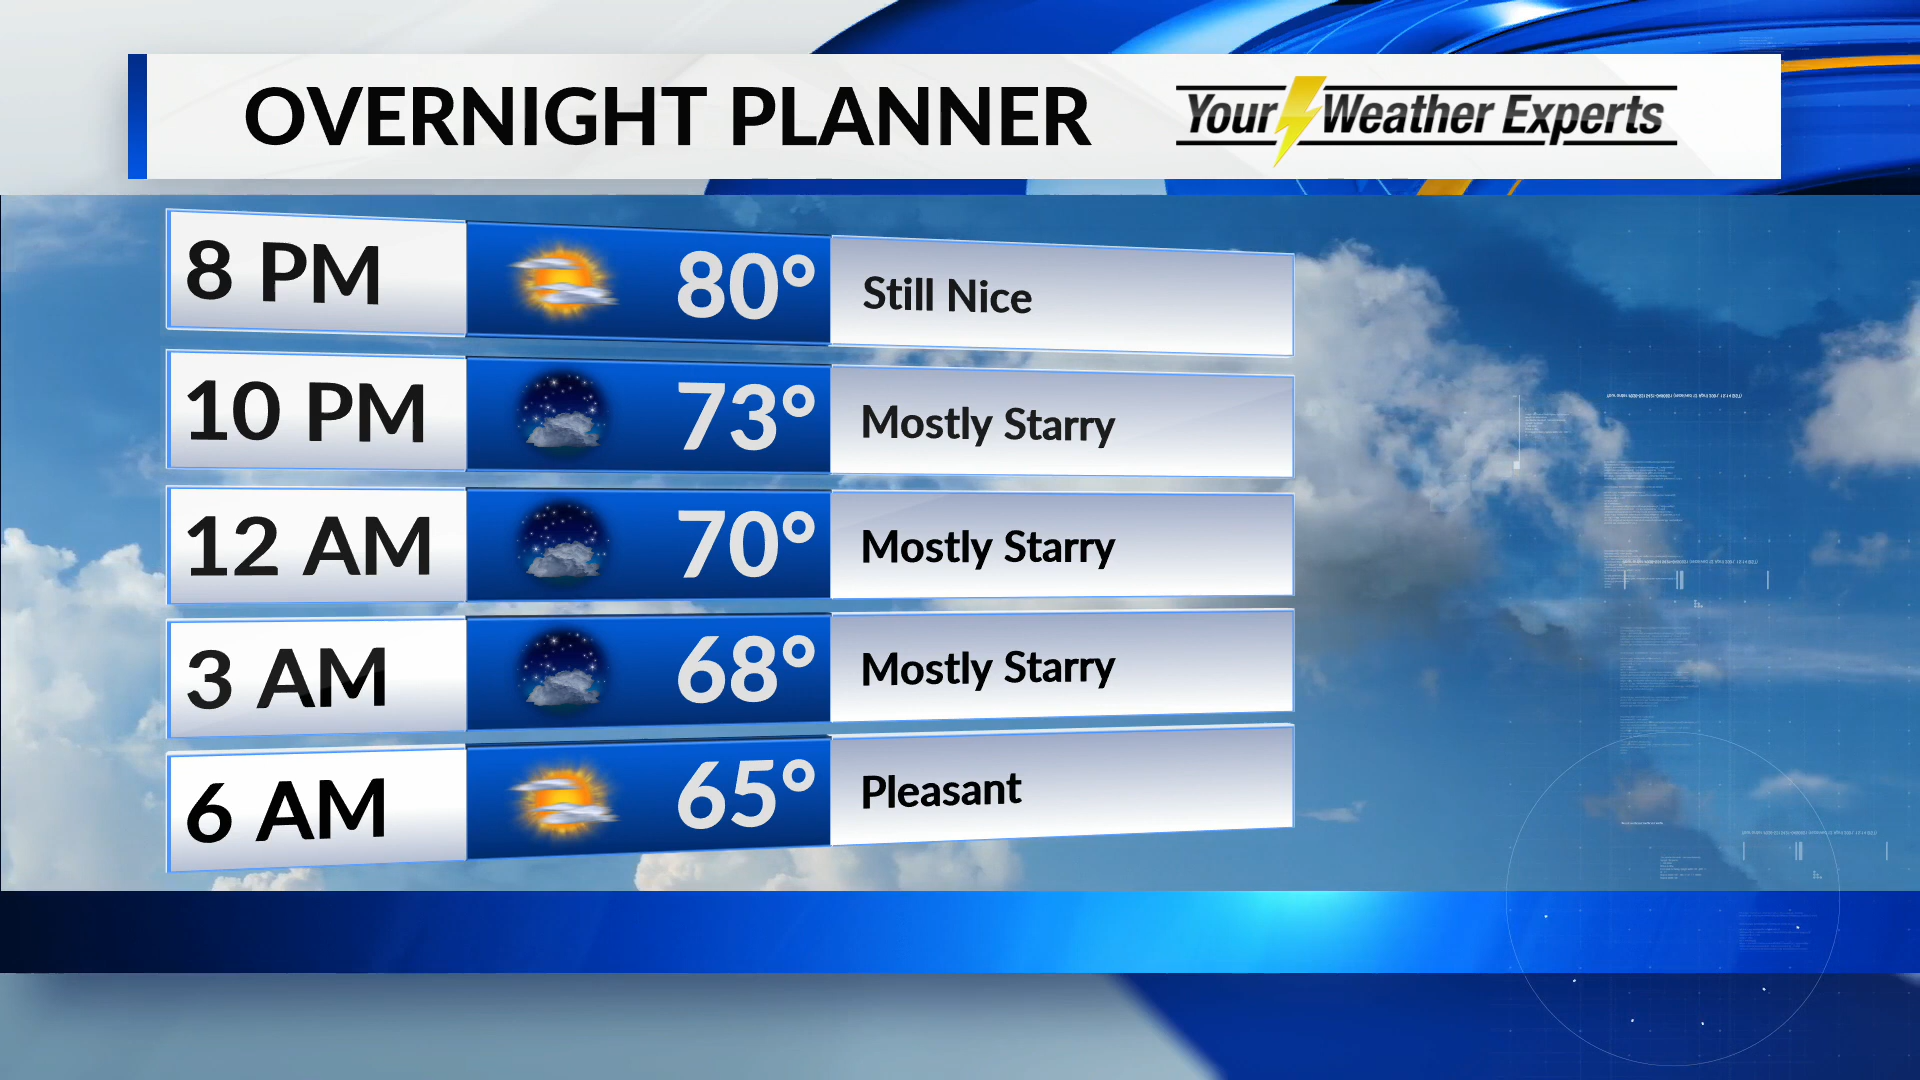 OVERNIGHT PLANNER
Your Weather Experts
8 PM 80° Still Nice
10 PM 73° Mostly Starry
12 AM 70° Mostly Starry
3 AM 68° Mostly Starry
6 AM 65° Pleasant